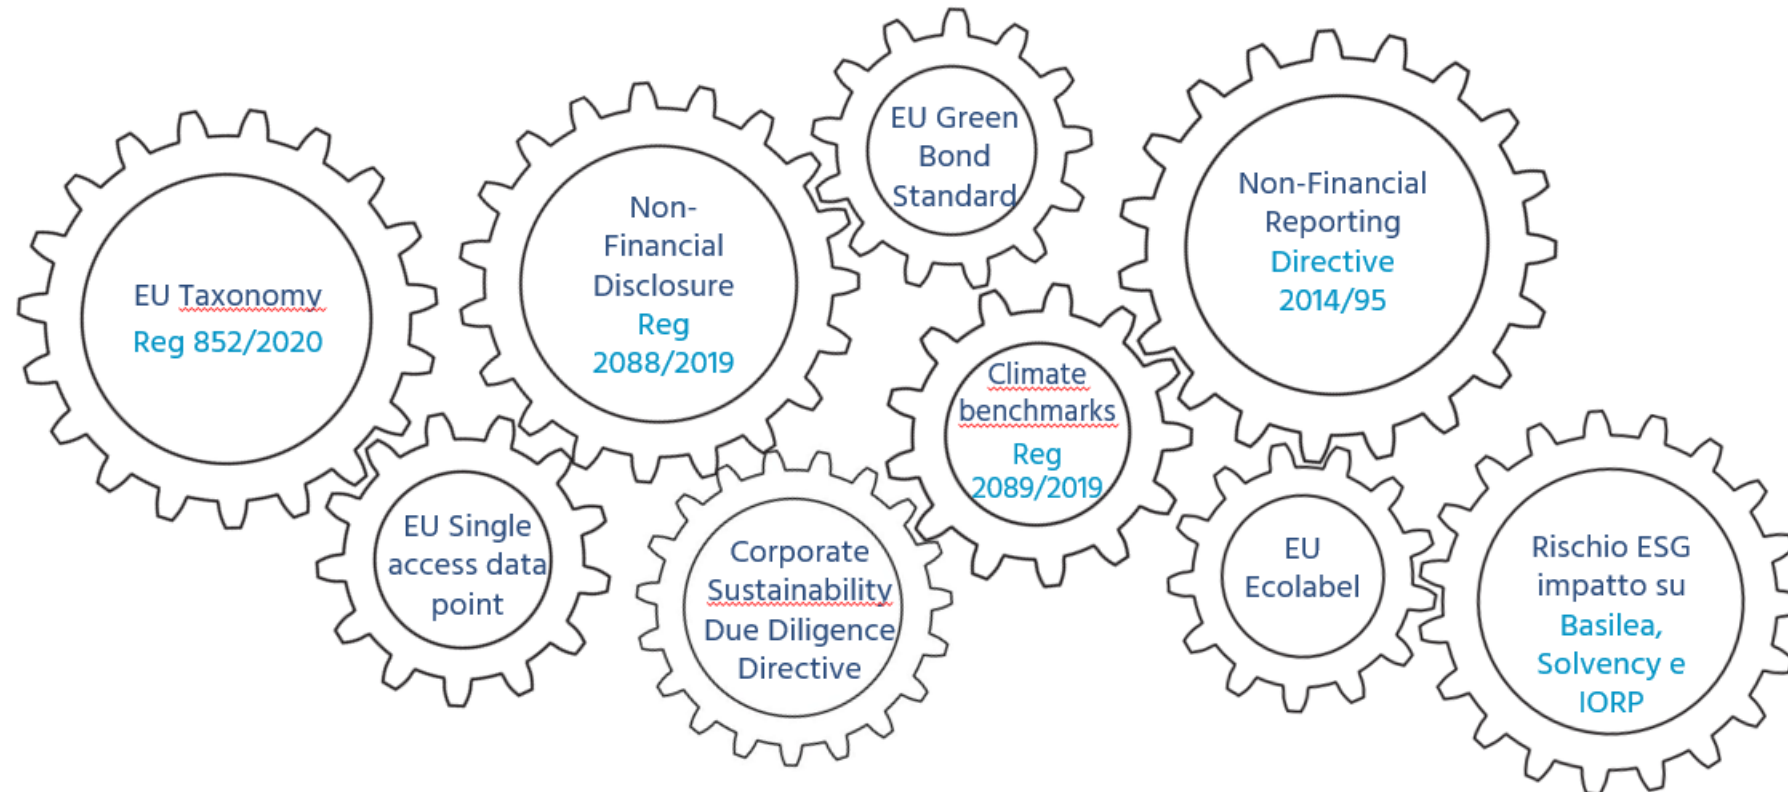 EU Taxonomy
Reg 852/2020
Non-
Financial
Disclosure
Reg
2088/2019
EU Green
Bond
Standard
Non-Financial
Reporting
Directive
2014/95
EU Single
access data
point
Corporate
Sustainability
Due Diligence
Directive
Climate
benchmarks
Reg
2089/2019
EU
Ecolabel
Rischio ESG
impatto su
Basilea,
Solvency e
IORP